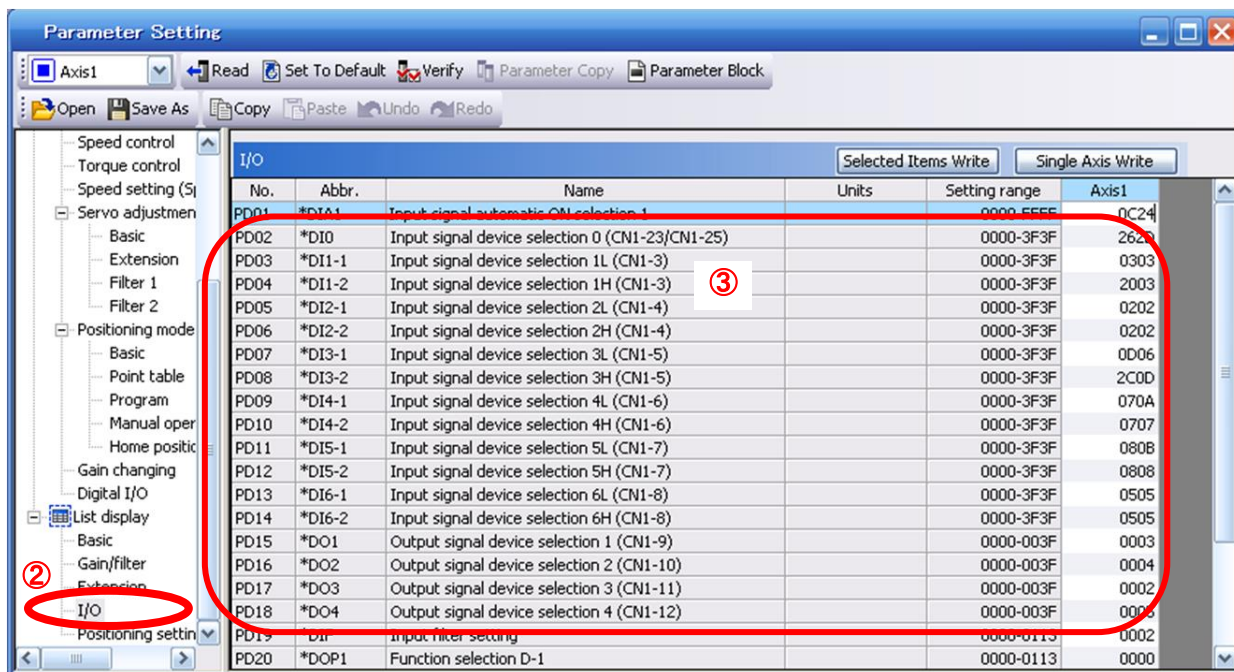 Parameter Setting
Axis1 Read Set To Default Verify Parameter Copy Parameter Block
Open Save As Copy Paste Undo Redo
Speed control
Torque control
Speed setting (Sp
Servo adjustmen
Basic
Extension
Filter 1
Filter 2
Positioning mode
Basic
Point table
Program
Manual oper
Home positic
Gain changing
Digital I/O
List display
Basic
Gain/filter
②
Extension
I/O
Positioning settin
I/O Selected Items Write Single Axis Write
No. Abbr. Name Units Setting range Axis1
PD01 *DIA1 Input signal automatic ON selection 1 0000-FFFF 0C24
PD02 *DI0 Input signal device selection 0 (CN1-23/CN1-25) 0000-3F3F 262D
PD03 *DI1-1 Input signal device selection 1L (CN1-3) 0000-3F3F 0303
③
PD04 *DI1-2 Input signal device selection 1H (CN1-3) 0000-3F3F 2003
PD05 *DI2-1 Input signal device selection 2L (CN1-4) 0000-3F3F 0202
PD06 *DI2-2 Input signal device selection 2H (CN1-4) 0000-3F3F 0202
PD07 *DI3-1 Input signal device selection 3L (CN1-5) 0000-3F3F 0D06
PD08 *DI3-2 Input signal device selection 3H (CN1-5) 0000-3F3F 2C0D
PD09 *DI4-1 Input signal device selection 4L (CN1-6) 0000-3F3F 070A
PD10 *DI4-2 Input signal device selection 4H (CN1-6) 0000-3F3F 0707
PD11 *DI5-1 Input signal device selection 5L (CN1-7) 0000-3F3F 080B
PD12 *DI5-2 Input signal device selection 5H (CN1-7) 0000-3F3F 0808
PD13 *DI6-1 Input signal device selection 6L (CN1-8) 0000-3F3F 0505
PD14 *DI6-2 Input signal device selection 6H (CN1-8) 0000-3F3F 0505
PD15 *DO1 Output signal device selection 1 (CN1-9) 0000-003F 0003
PD16 *DO2 Output signal device selection 2 (CN1-10) 0000-003F 0004
PD17 *DO3 Output signal device selection 3 (CN1-11) 0000-003F 0002
PD18 *DO4 Output signal device selection 4 (CN1-12) 0000-003F
PD19 *DIF Input filter setting 0000-0113 0002
PD20 *DOP1 Function selection D-1 0000-0113 0000